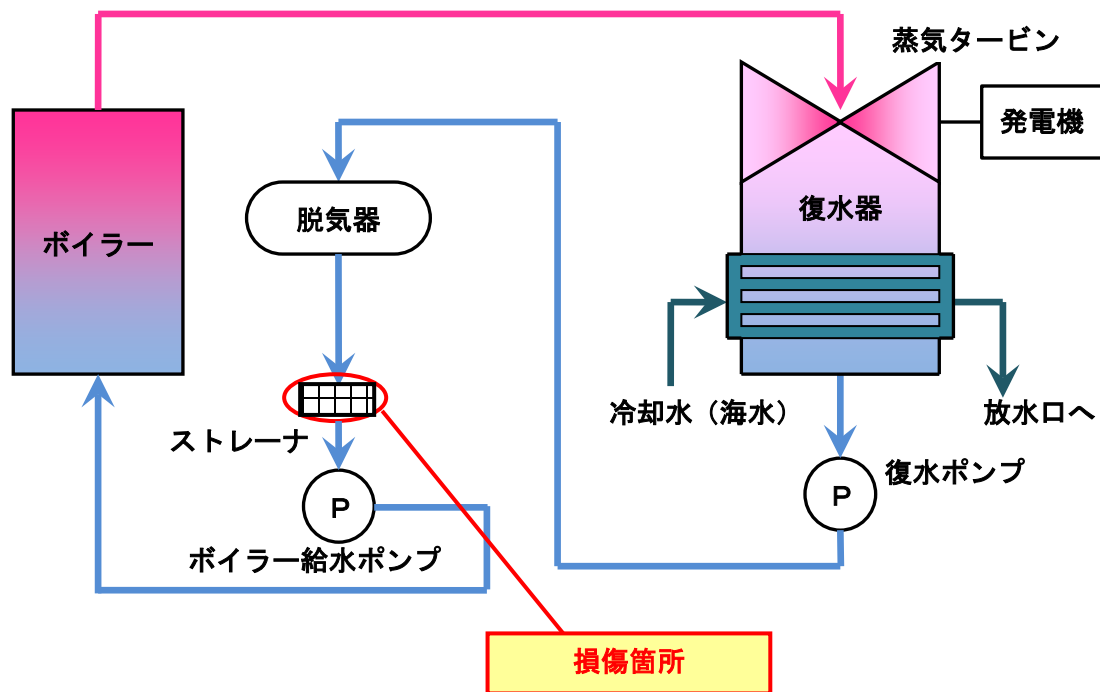 蒸気タービン
発電機
脱気器
復水器
ボイラー
冷却水（海水）
放水口へ
ストレーナ
復水ポンプ
P
P
ボイラー給水ポンプ
損傷箇所